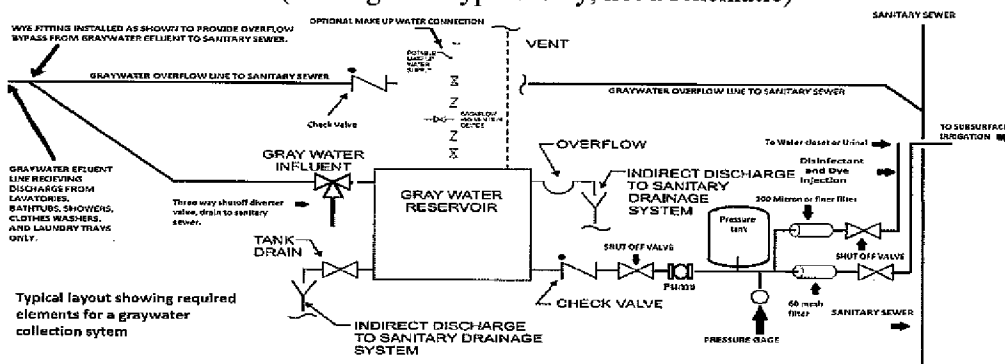 OPTIONAL MAKE UP WATER CONNECTION
SANITARY SEWER
WYE FITTING INSTALLED AS SHOWN TO PROVIDE OVERFLOW
BYPASS FROM GRAYWATER EFLUENT TO SANITARY SEWER.
VENT
GRAYWATER OVERFLOW LINE TO SANITARY SEWER
GRAYWATER OVERFLOW LINE TO SANITARY SEWER
Check Valve
TO SUBSURFACE
IRRIGATION
To Water closet or Urinal
GRAY WATER
INFLUENT
OVERFLOW
Disinfectant
and Dye
Injection
GRAYWATER EFLUENT
LINE RECIEVING
DISCHARGE FROM
LAVATORIES,
BATHTUBS, SHOWERS,
CLOTHES WASHERS,
AND LAUNDRY TRAYS
ONLY.
GRAY WATER
RESERVOIR
INDIRECT DISCHARGE
TO SANITARY
DRAINAGE
SYSTEM
Three way shutoff diverter
valve, drain to sanitary
sewer.
Pressure
tank
TANK
DRAIN
SHUT OFF VALVE
SHUT OFF VALVE
CHECK VALVE
60 mesh
filter
SANITARY SEWER
PRESSURE GAGE
Typical layout showing required
elements for a graywater
collection sytem
INDIRECT DISCHARGE
TO SANITARY DRAINAGE
SYSTEM